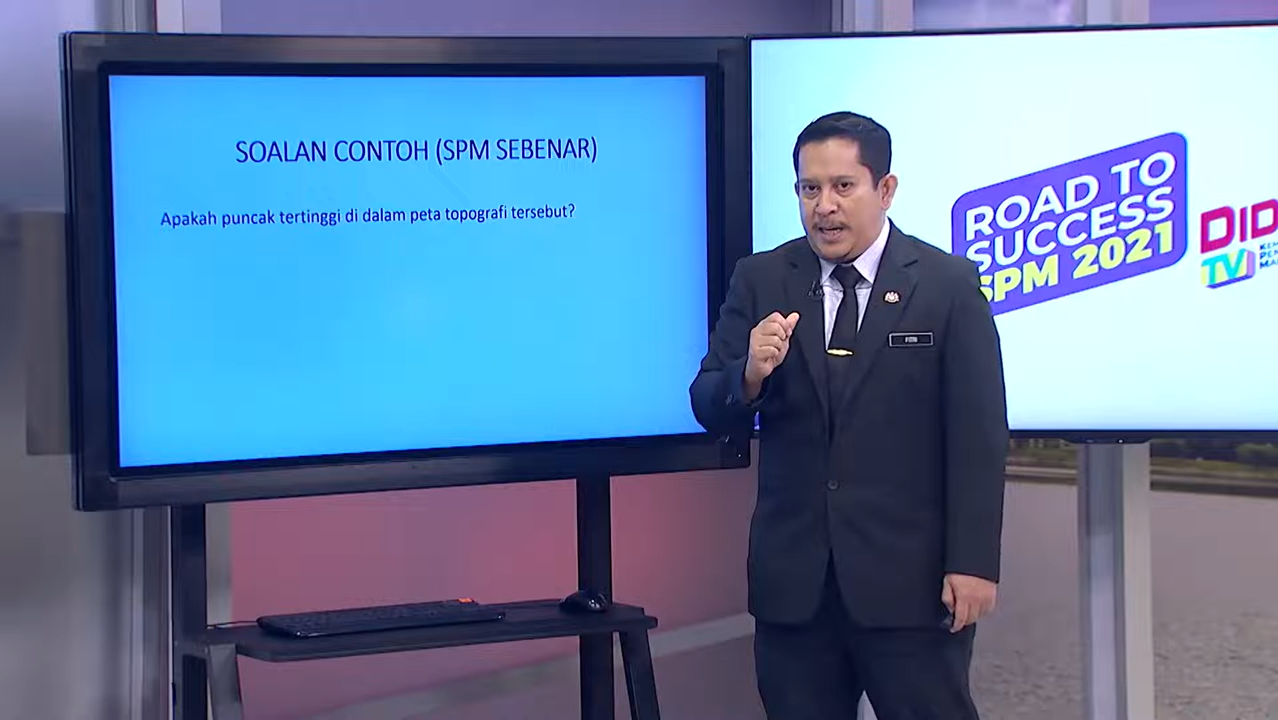 SOALAN CONTOH (SPM SEBENAR)
Apakah puncak tertinggi di dalam peta topografi tersebut?
ROAD TO
SUCCESS
SPM 2021
DID
TV
FITRI